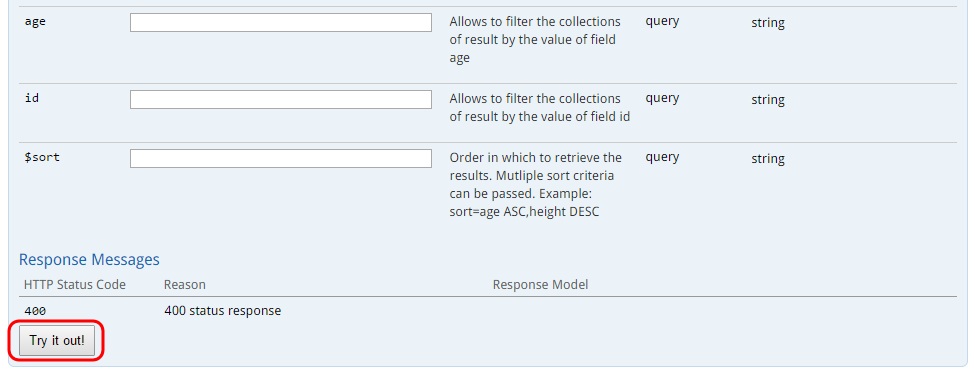 age
Allows to filter the collections
of result by the value of field
age
query
string
id
Allows to filter the collections
of result by the value of field id
query
string
$sort
Order in which to retrieve the
results. Mutliple sort criteria
can be passed. Example:
sort=age ASC,height DESC
query
string
Response Messages
HTTP Status Code Reason Response Model
400 400 status response
Try it out!